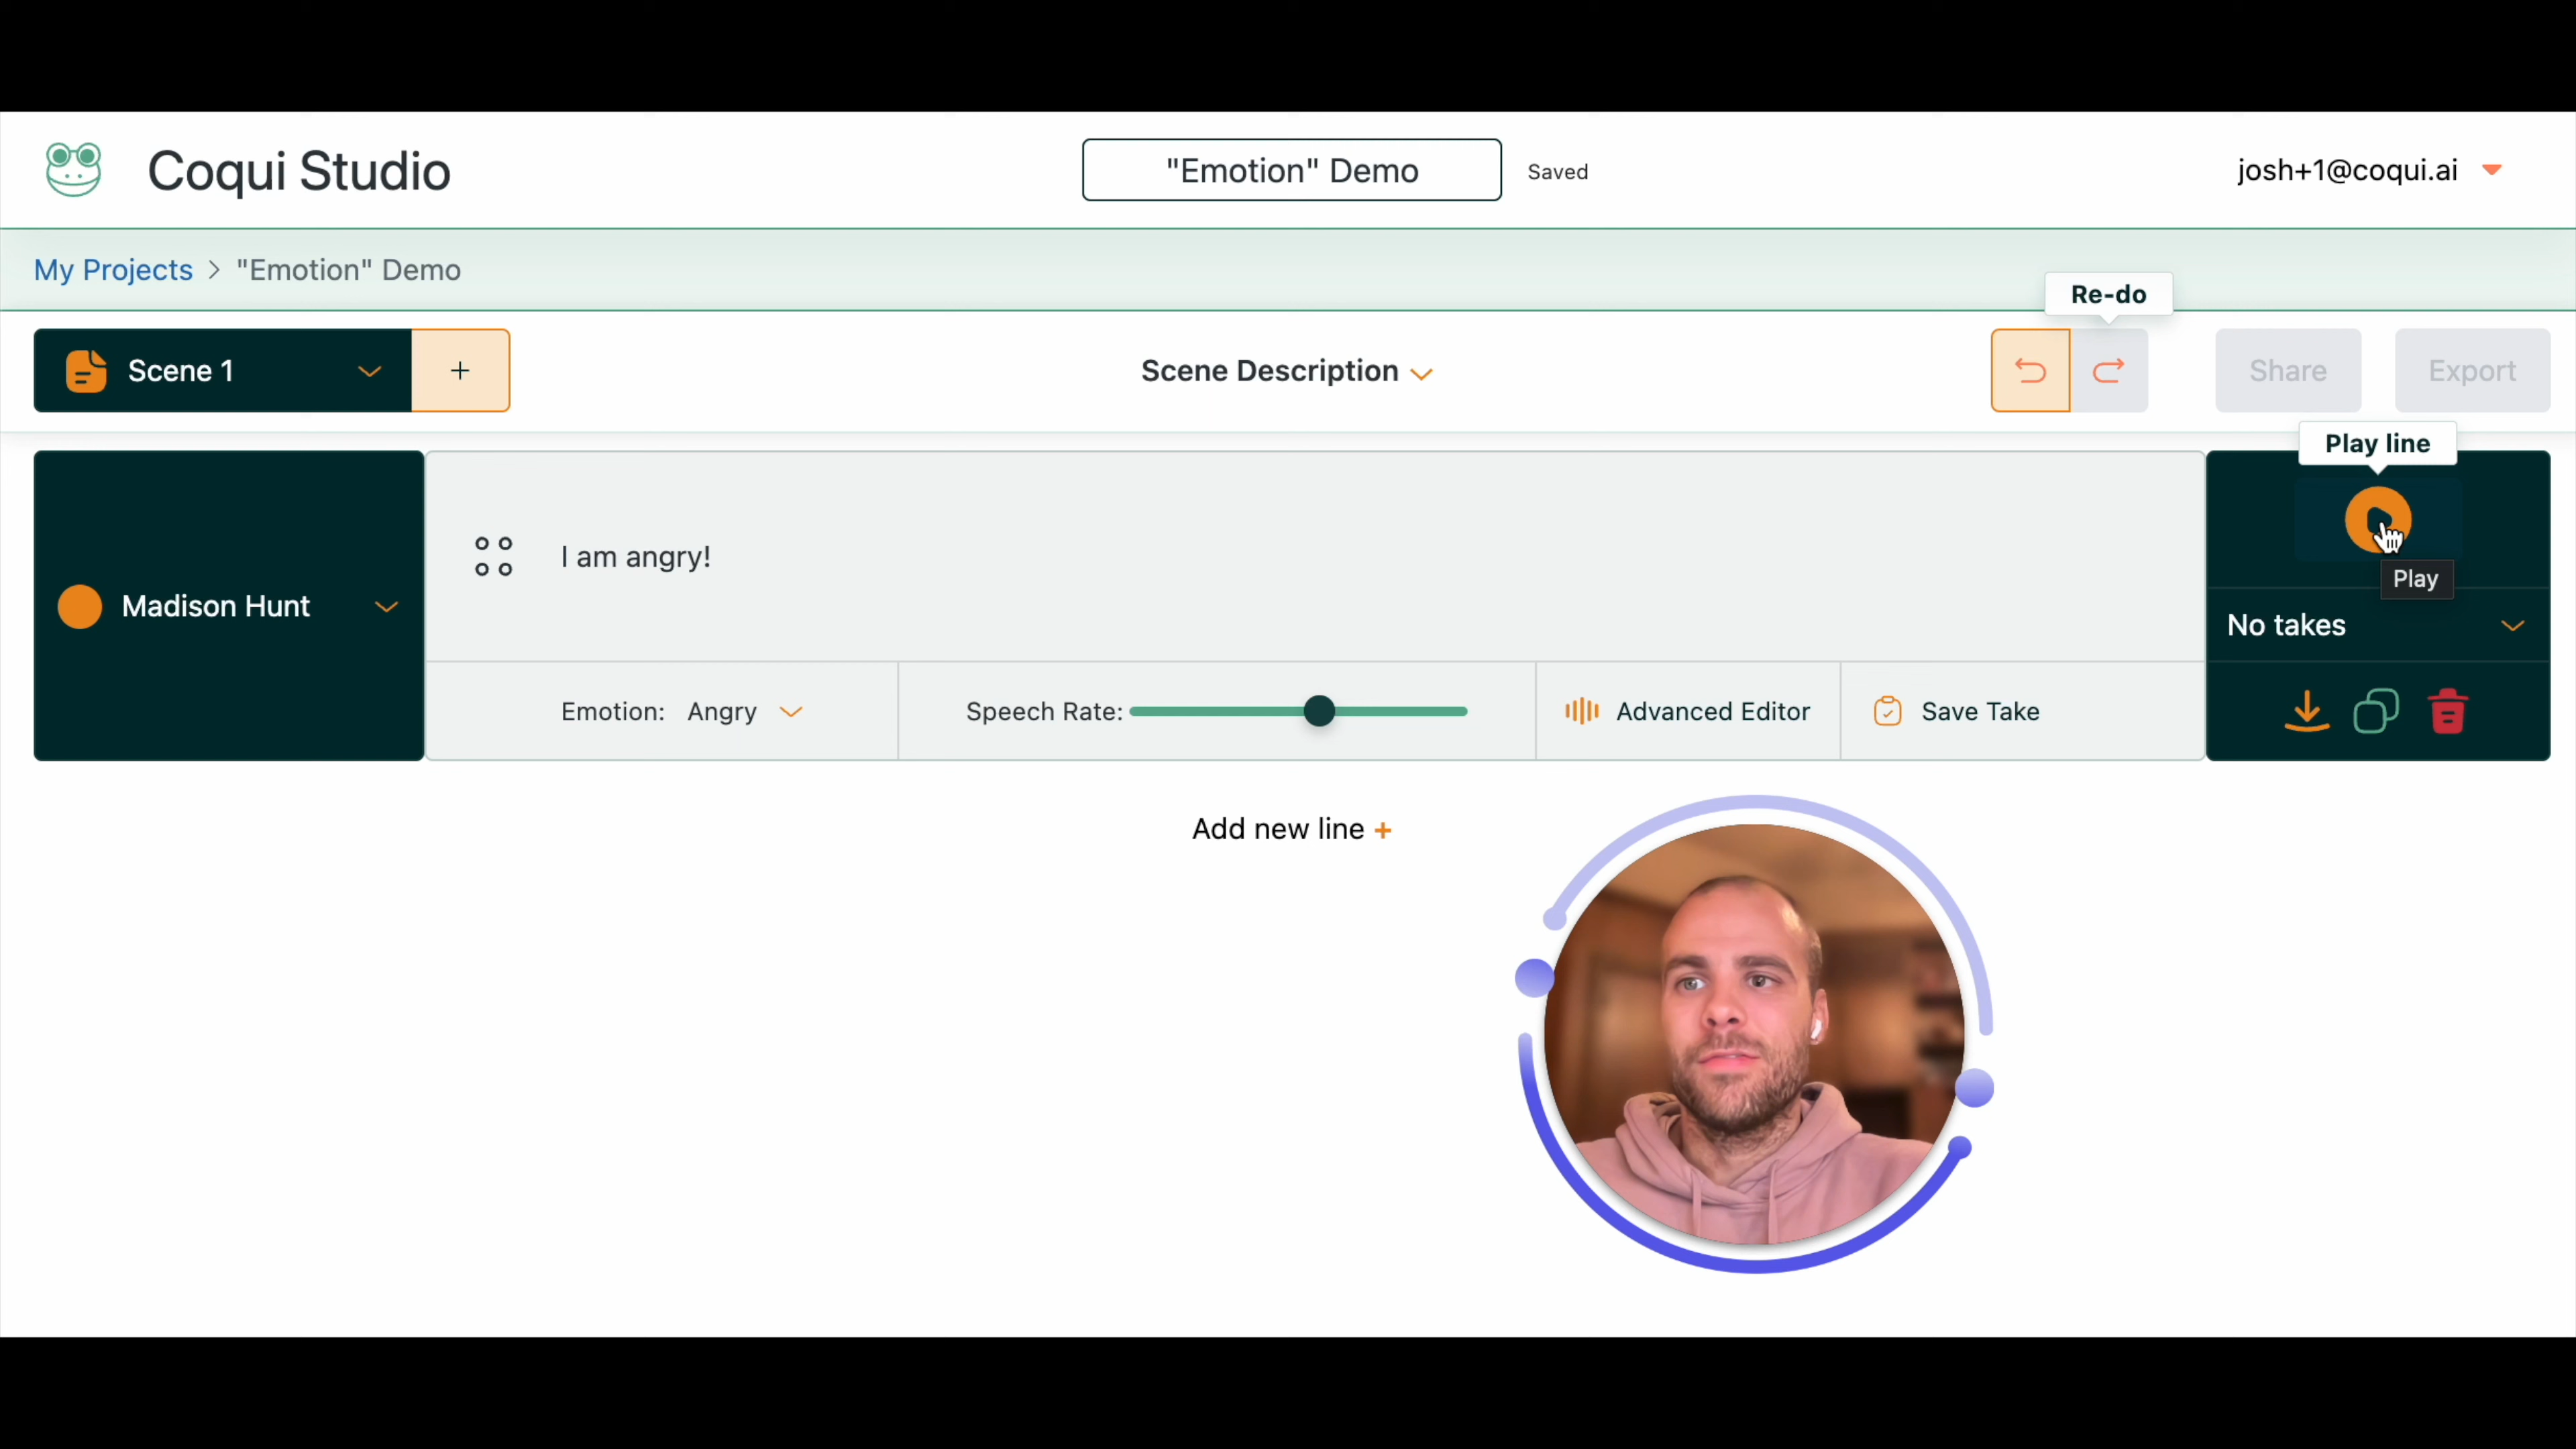 Coqui Studio
"Emotion" Demo
Saved
josh+1@coqui.ai
My Projects > "Emotion" Demo
Re-do
Scene 1
+
Scene Description
Share
Export
Play line
I am angry!
Play
Madison Hunt
No takes
Emotion: Angry
Speech Rate:
Advanced Editor
Save Take
Add new line +